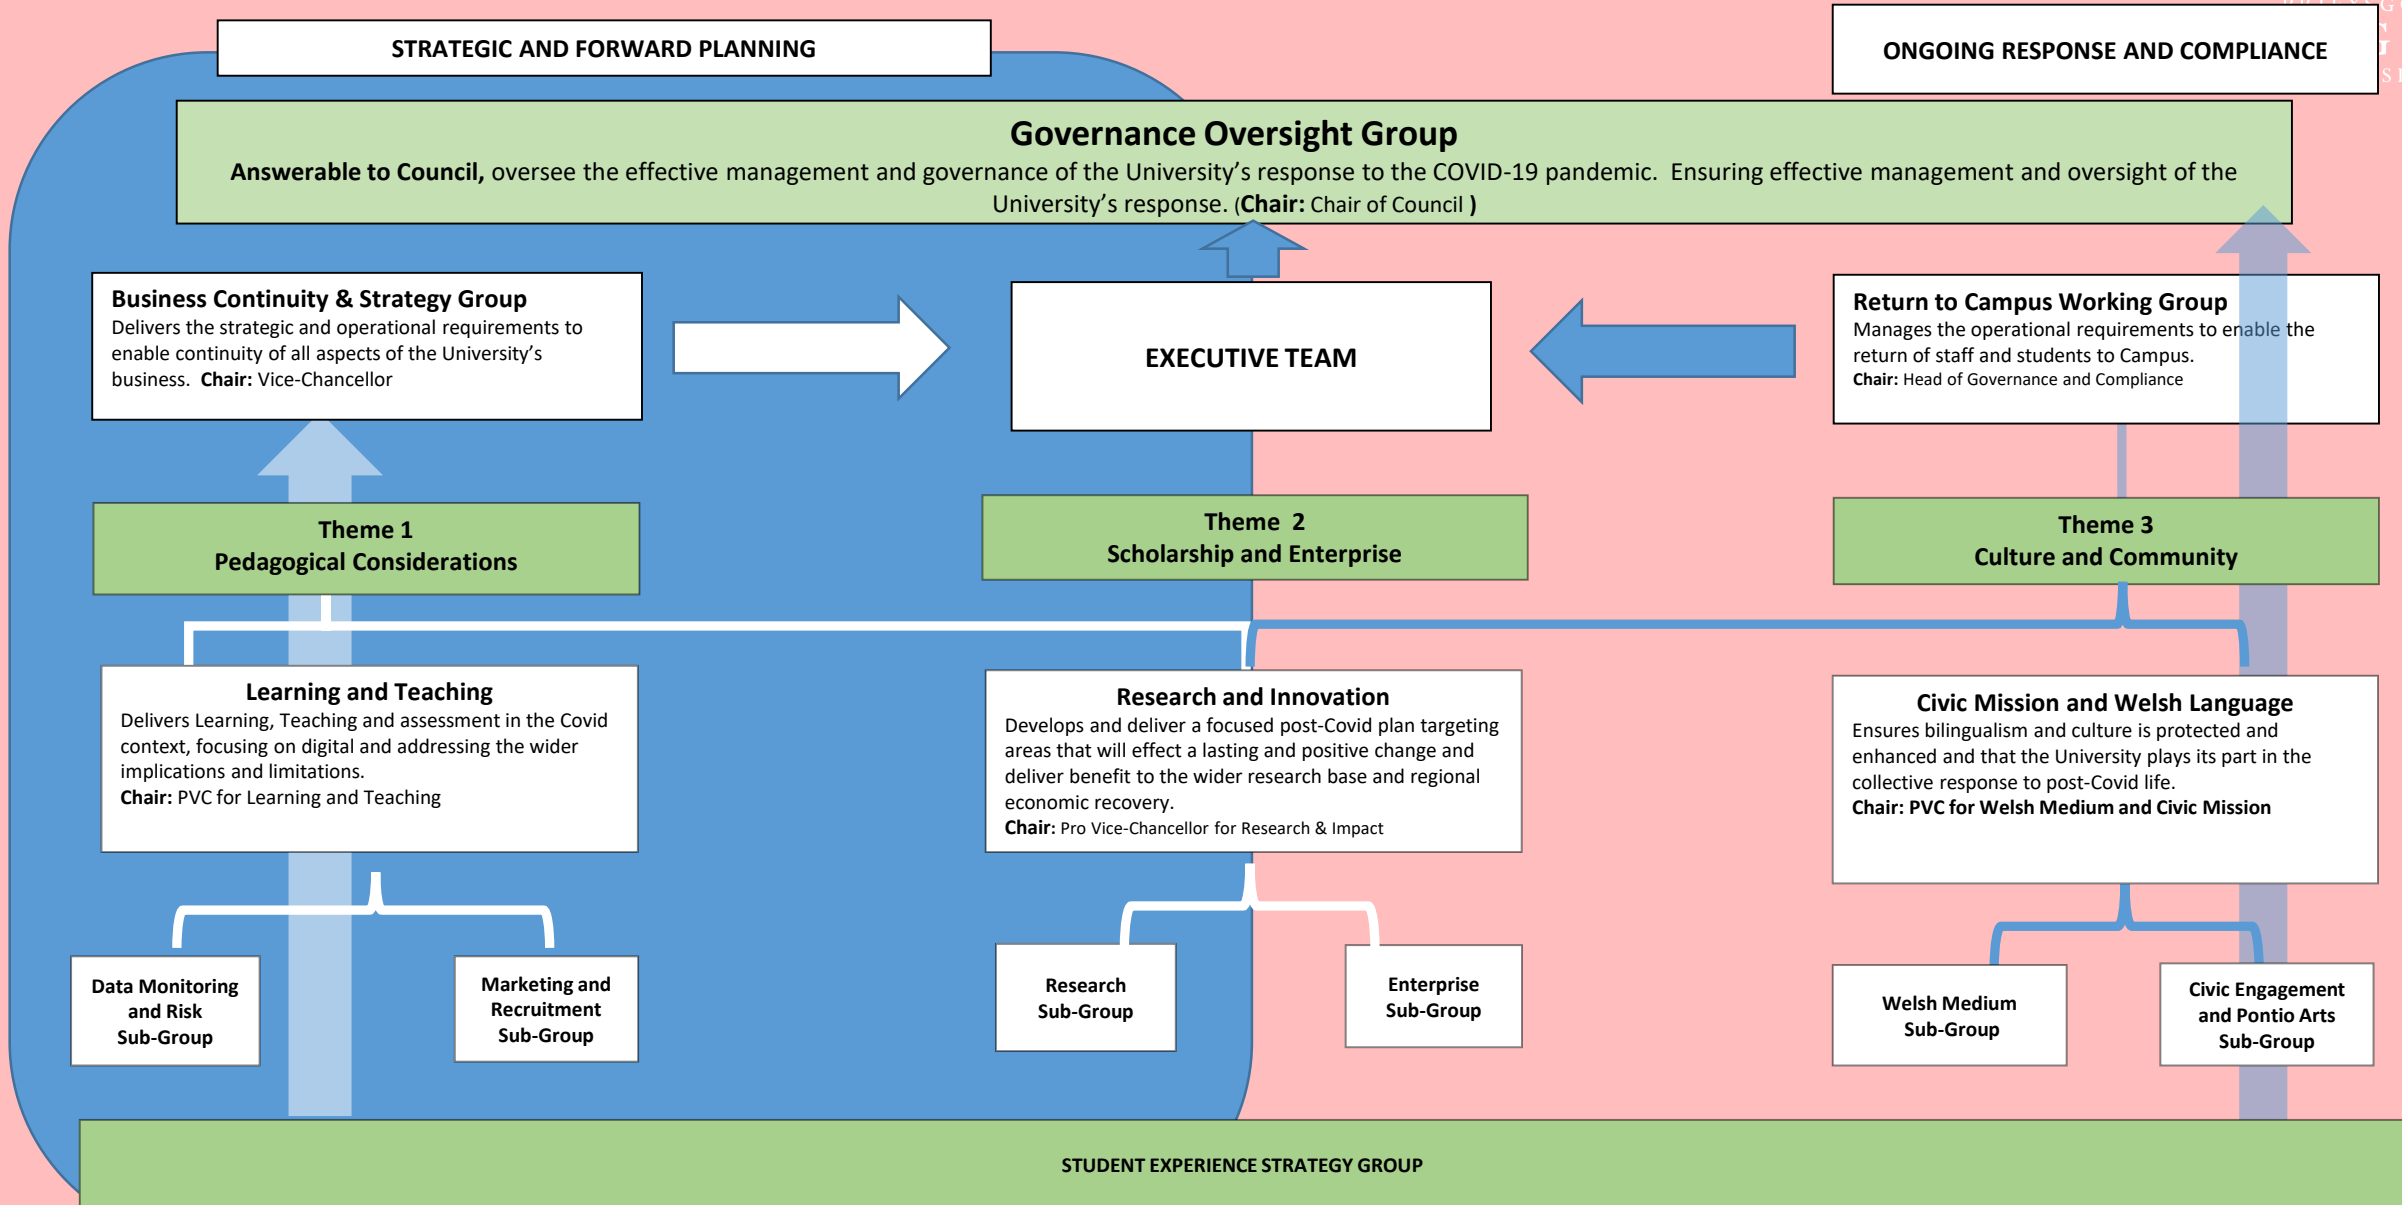 STRATEGIC AND FORWARD PLANNING
ONGOING RESPONSE AND COMPLIANCE
Governance Oversight Group
Answerable to Council, oversee the effective management and governance of the University’s response to the COVID-19 pandemic. Ensuring effective management and oversight of the
University’s response. (Chair: Chair of Council )
Business Continuity & Strategy Group
Delivers the strategic and operational requirements to
enable continuity of all aspects of the University’s
business. Chair: Vice-Chancellor
EXECUTIVE TEAM
Return to Campus Working Group
Manages the operational requirements to enable the
return of staff and students to Campus.
Chair: Head of Governance and Compliance
Theme 1
Pedagogical Considerations
Theme 2
Scholarship and Enterprise
Theme 3
Culture and Community
Learning and Teaching
Delivers Learning, Teaching and assessment in the Covid
context, focusing on digital and addressing the wider
implications and limitations.
Chair: PVC for Learning and Teaching
Research and Innovation
Develops and deliver a focused post-Covid plan targeting
areas that will effect a lasting and positive change and
deliver benefit to the wider research base and regional
economic recovery.
Chair: Pro Vice-Chancellor for Research & Impact
Civic Mission and Welsh Language
Ensures bilingualism and culture is protected and
enhanced and that the University plays its part in the
collective response to post-Covid life.
Chair: PVC for Welsh Medium and Civic Mission
Data Monitoring
and Risk
Sub-Group
Marketing and
Recruitment
Sub-Group
Research
Sub-Group
Enterprise
Sub-Group
Welsh Medium
Sub-Group
Civic Engagement
and Pontio Arts
Sub-Group
STUDENT EXPERIENCE STRATEGY GROUP